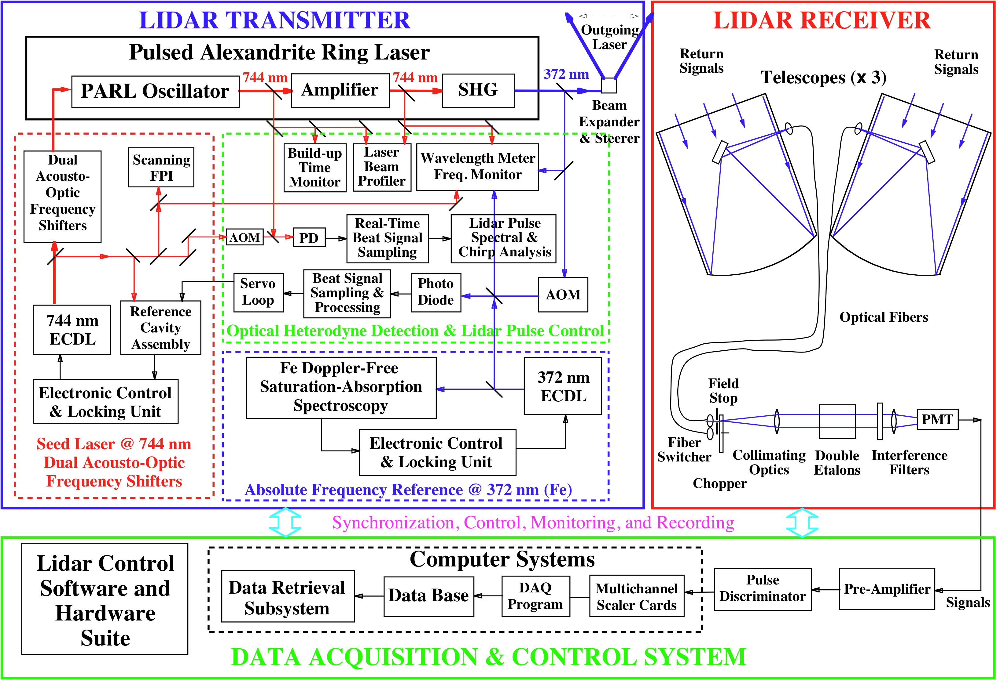 LIDAR TRANSMITTER
Pulsed Alexandrite Ring Laser
PARL Oscillator
744 nm
Amplifier
744 nm
SHG
372 nm
Outgoing
Laser
Beam
Expander
& Steerer
Dual
Acousto-
Optic
Frequency
Shifters
Scanning
FPI
Build-up
Time
Monitor
Laser
Beam
Profiler
Wavelength Meter
Freq. Monitor
AOM
PD
Real-Time
Beat Signal
Sampling
Lidar Pulse
Spectral &
Chirp Analysis
Servo
Loop
Beat Signal
Sampling &
Processing
Photo
Diode
AOM
Optical Heterodyne Detection & Lidar Pulse Control
744 nm
ECDL
Reference
Cavity
Assembly
Electronic Control
& Locking Unit
Seed Laser @ 744 nm
Dual Acousto-Optic
Frequency Shifters
Fe Doppler-Free
Saturation-Absorption
Spectroscopy
372 nm
ECDL
Electronic Control
& Locking Unit
Absolute Frequency Reference @ 372 nm (Fe)
LIDAR RECEIVER
Return
Signals
Telescopes (x 3)
Return
Signals
Optical Fibers
Field
Stop
Fiber
Switcher
Chopper
Collimating
Optics
Double
Etalons
Interference
Filters
PMT
Synchronization, Control, Monitoring, and Recording
Lidar Control
Software and
Hardware
Suite
Computer Systems
Data Retrieval
Subsystem
Data Base
DAQ
Program
Multichannel
Scaler Cards
Pulse
Discriminator
Pre-Amplifier
Signals
DATA ACQUISITION & CONTROL SYSTEM